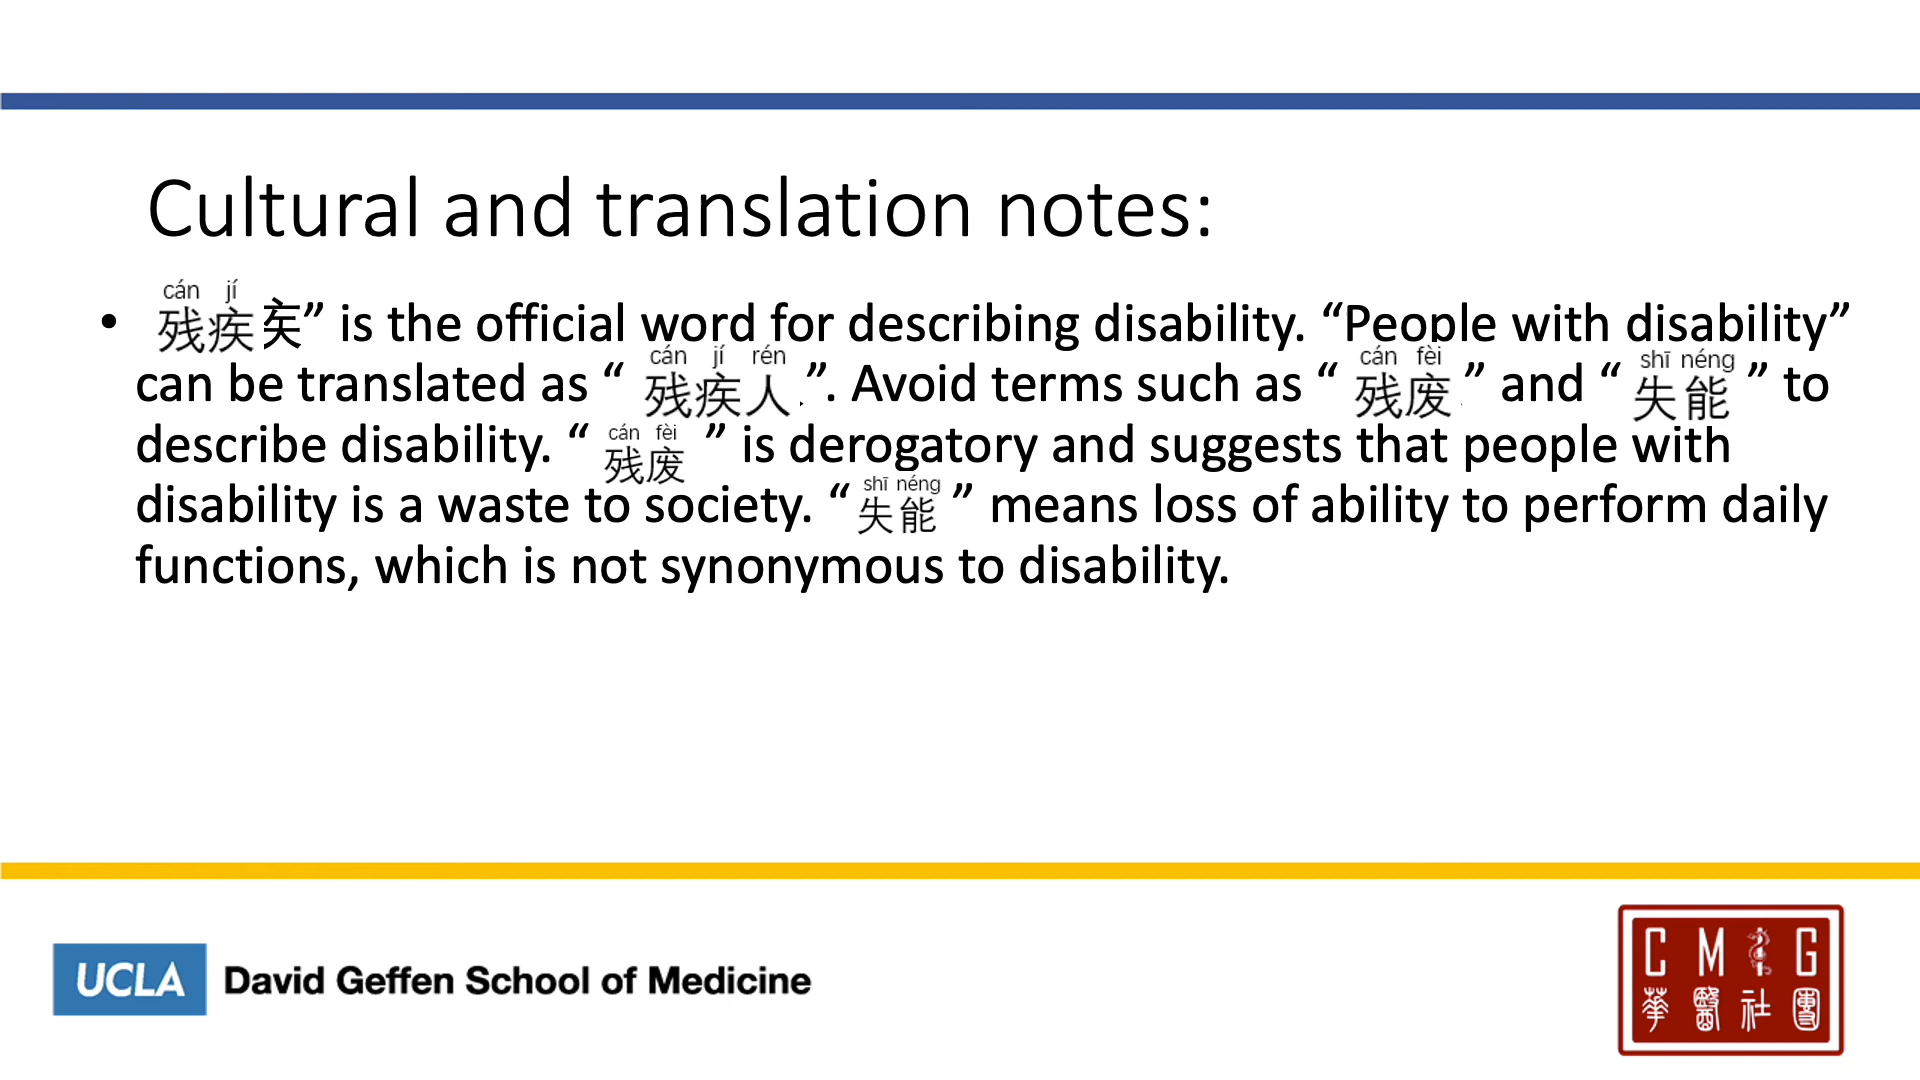 Cultural and translation notes:
cán jí
• 残疾疾” is the official word for describing disability. “People with disability”
cán jí rén cán fèi shī néng
can be translated as “ 残疾人 ”. Avoid terms such as “ 残废 ” and “ 失能 ” to
cán fèi
describe disability. “ 残废 ” is derogatory and suggests that people with
shī néng
disability is a waste to society. “ 失能 ” means loss of ability to perform daily
functions, which is not synonymous to disability.
UCLA David Geffen School of Medicine
C M G
華醫社團